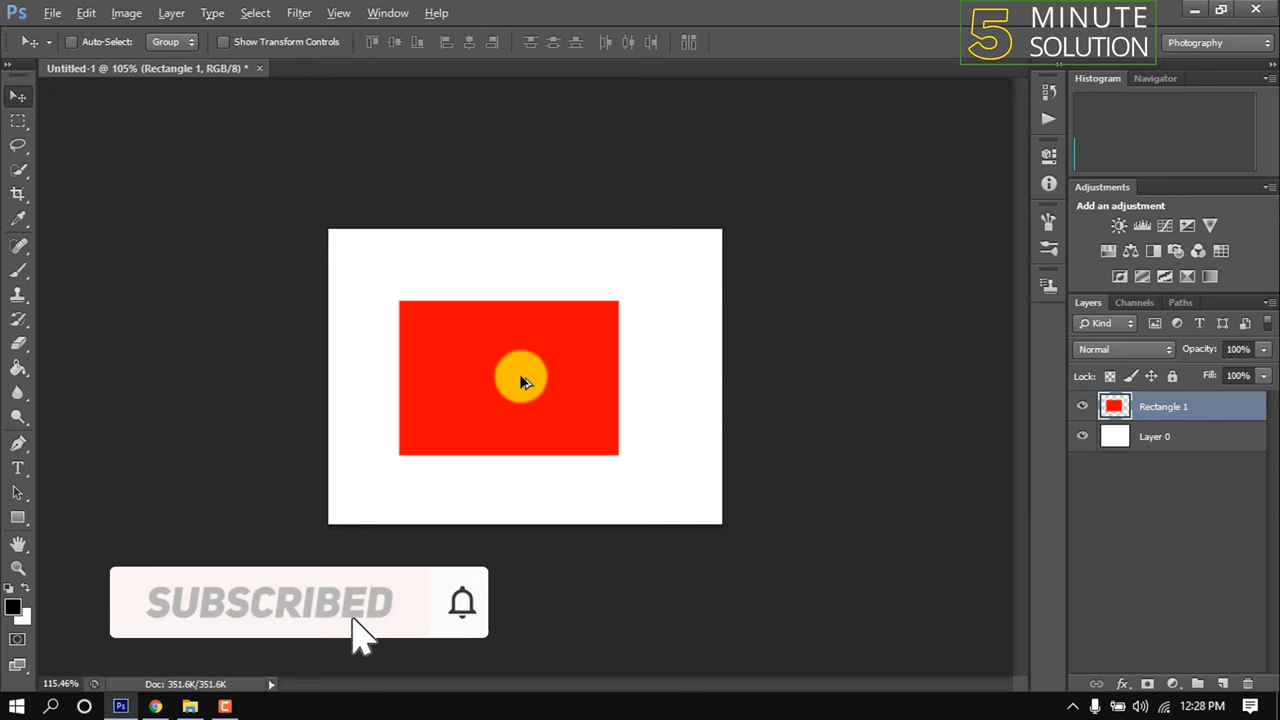 Ps File Edit Image Layer Type Select Filter View Window Help
5 MINUTE SOLUTION
Auto-Select: Group Show Transform Controls
Photography
Untitled-1 @ 105% (Rectangle 1, RGB/8) * ×
Histogram Navigator
Adjustments
Add an adjustment
Layers Channels Paths
Kind
Normal Opacity: 100%
Lock: Fill: 100%
Rectangle 1
Layer 0
SUBSCRIBED
115.46% Doc: 351.6K/351.6K
fx
Ps 12:28 PM